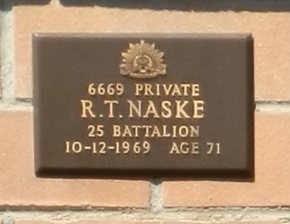 6669 PRIVATE
R.T. NASKE
25 BATTALION
10-12-1969 AGE 71